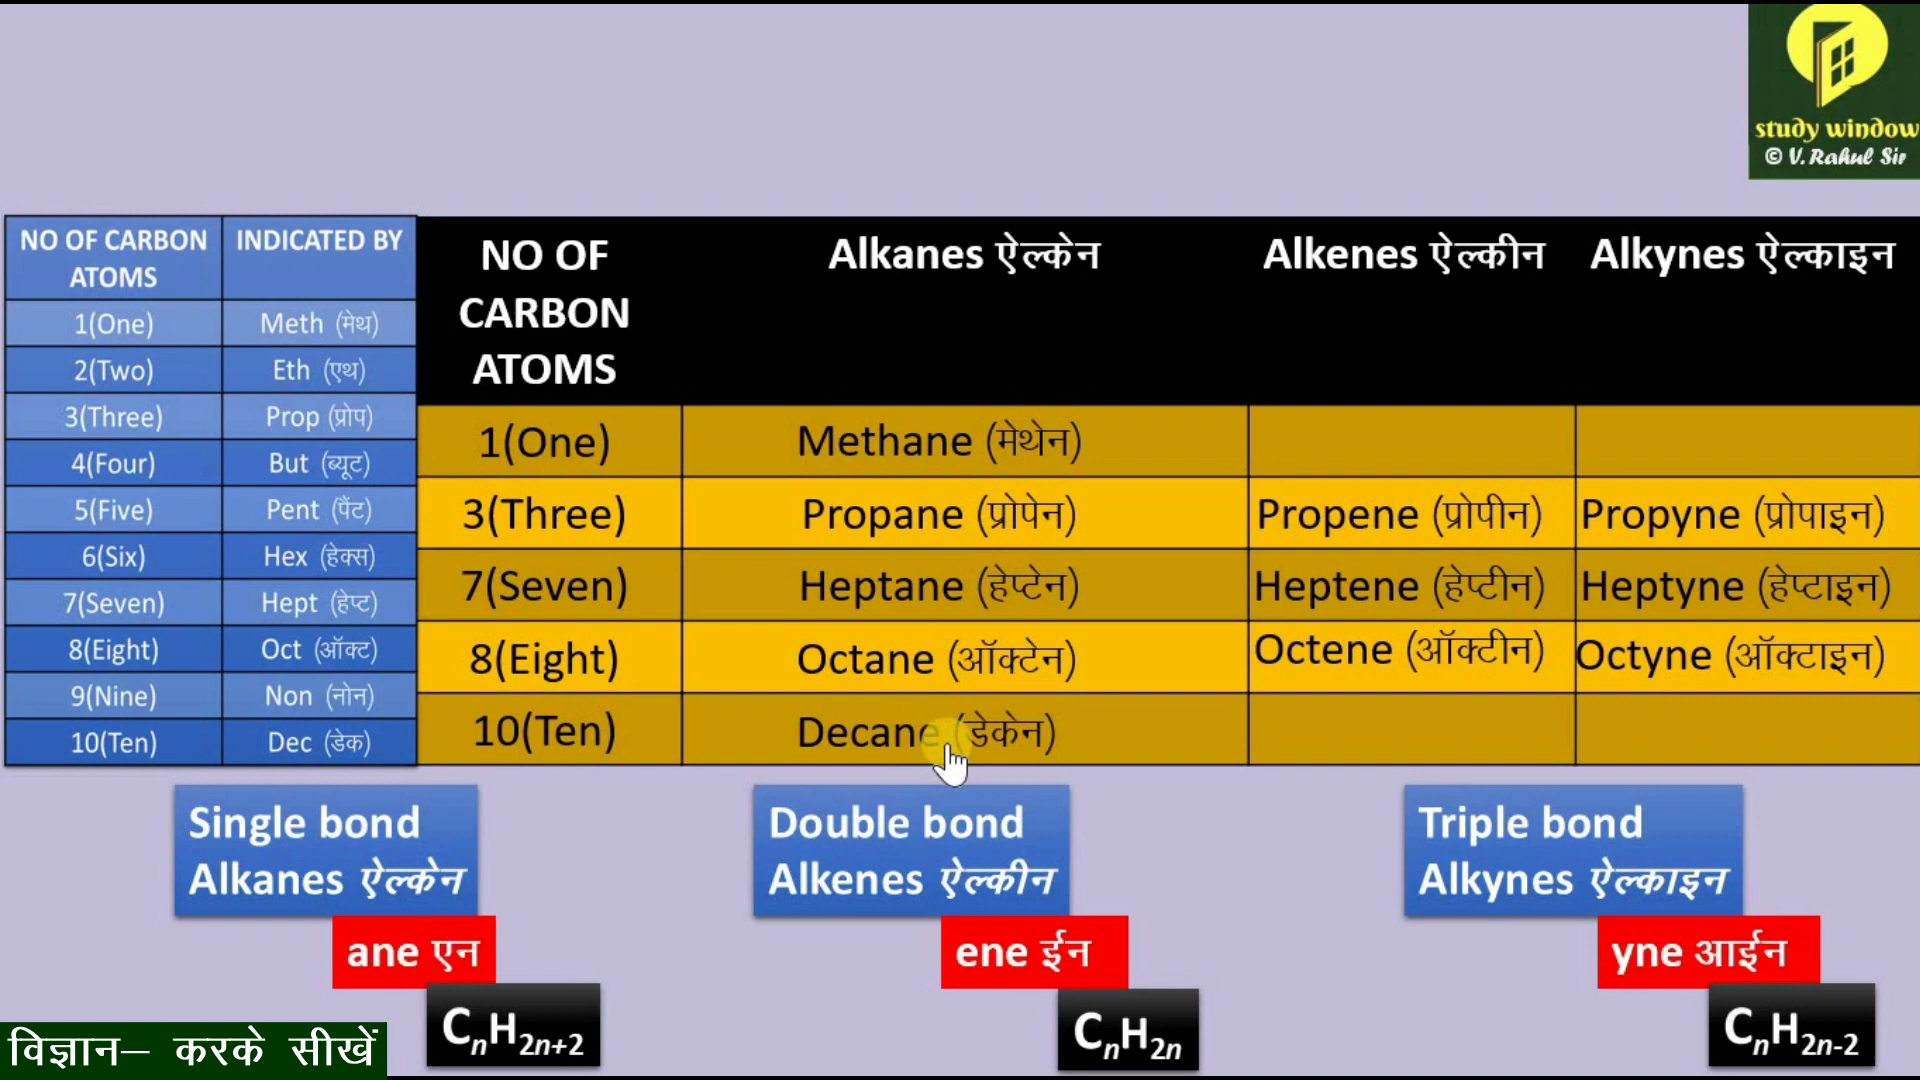 study window
© V. Rahul Sir
NO OF CARBON ATOMS
INDICATED BY
1(One) Meth (मेथ)
2(Two) Eth (एथ)
3(Three) Prop (प्रोप)
4(Four) But (ब्यूट)
5(Five) Pent (पैंट)
6(Six) Hex (हेक्स)
7(Seven) Hept (हेप्ट)
8(Eight) Oct (ऑक्ट)
9(Nine) Non (नोन)
10(Ten) Dec (डेक)
NO OF CARBON ATOMS
Alkanes ऐल्केन
Alkenes ऐल्कीन
Alkynes ऐल्काइन
1(One) Methane (मेथेन)
3(Three) Propane (प्रोपेन) Propene (प्रोपीन) Propyne (प्रोपाइन)
7(Seven) Heptane (हेप्टेन) Heptene (हेप्टीन) Heptyne (हेप्टाइन)
8(Eight) Octane (ऑक्टेन) Octene (ऑक्टीन) Octyne (ऑक्टाइन)
10(Ten) Decane (डेकेन)
Single bond
Alkanes ऐल्केन
ane एन
CnH2n+2
Double bond
Alkenes ऐल्कीन
ene ईन
CnH2n
Triple bond
Alkynes ऐल्काइन
yne आईन
CnH2n-2
विज्ञान– करके सीखें